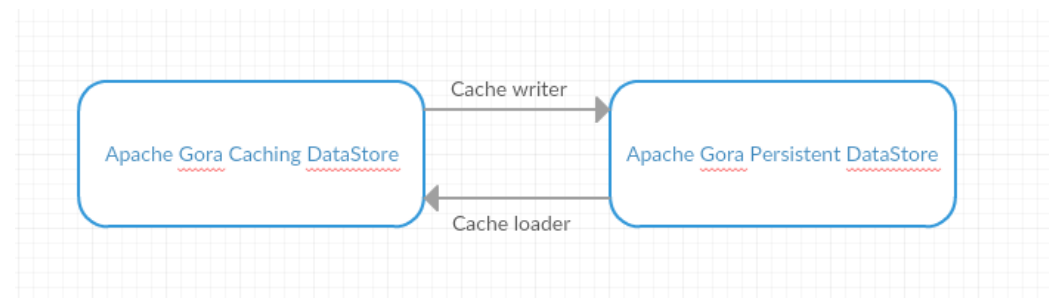 Cache writer
Apache Gora Caching DataStore
Apache Gora Persistent DataStore
Cache loader